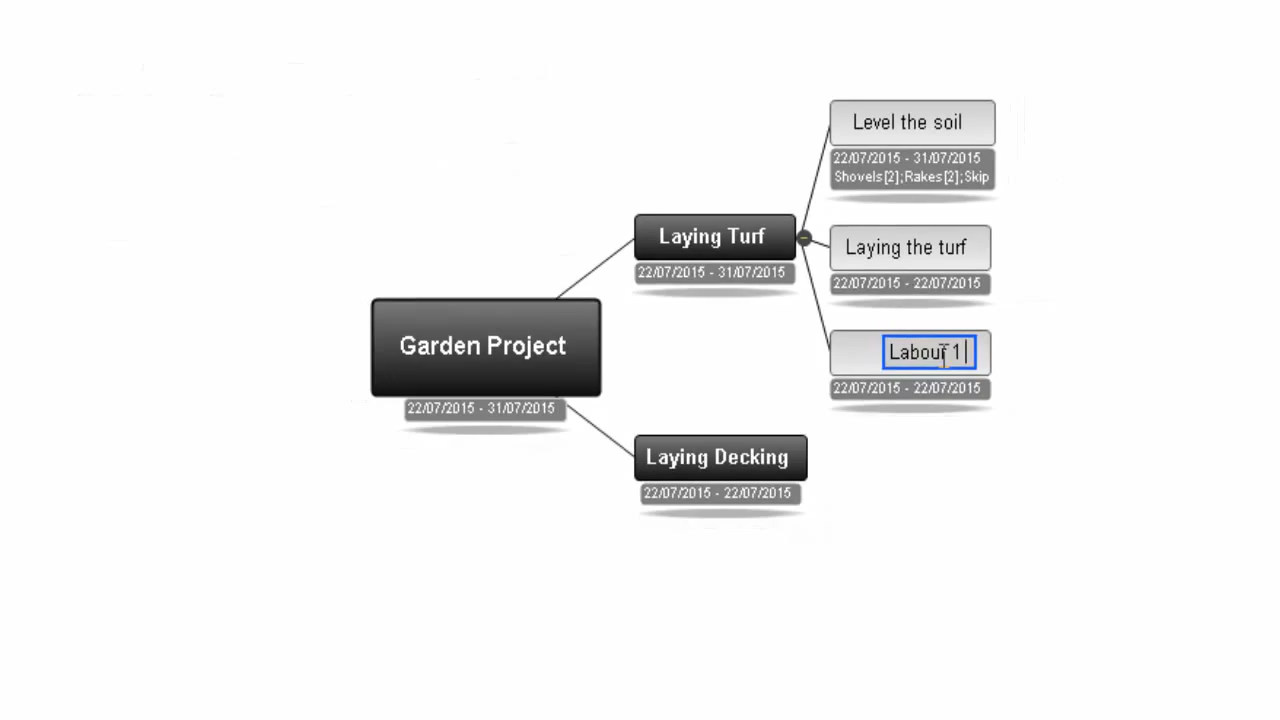 Level the soil
22/07/2015 - 31/07/2015
Shovels[2];Rakes[2];Skip
Laying Turf
22/07/2015 - 31/07/2015
Laying the turf
22/07/2015 - 22/07/2015
Garden Project
22/07/2015 - 31/07/2015
Labour 1
22/07/2015 - 22/07/2015
Laying Decking
22/07/2015 - 22/07/2015